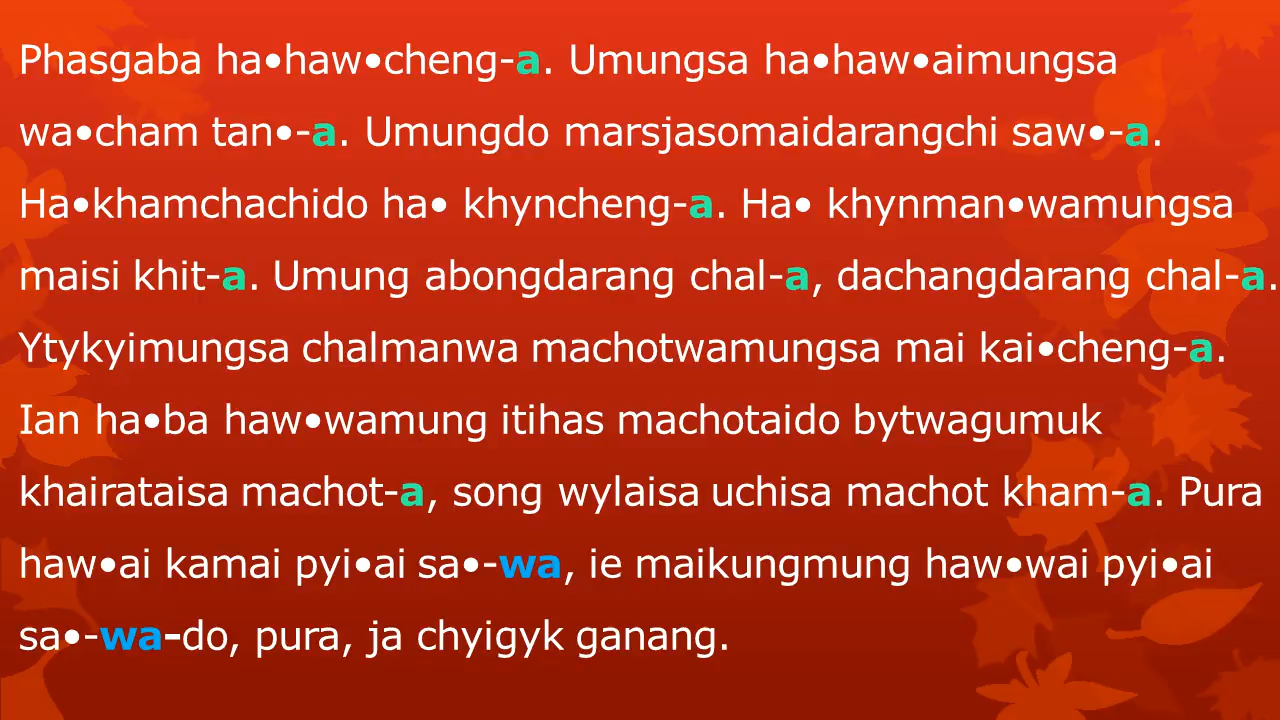 Phasgaba ha•haw•cheng-a. Umungsa ha•haw•aimungsa
wa•cham tan•-a. Umungdo marsjasomaidarangchi saw•-a.
Ha•khamchachido ha• khyncheng-a. Ha• khynman•wamungsa
maisi khit-a. Umung abongdarang chal-a, dachangdarang chal-a.
Ytykyimungsa chalmanwa machotwamungsa mai kai•cheng-a.
Ian ha•ba haw•wamung itihas machotaido bytwagumuk
khairataisa machot-a, song wylaisa uchisa machot kham-a. Pura
haw•ai kamai pyi•ai sa•-wa, ie maikungmung haw•wai pyi•ai
sa•-wa-do, pura, ja chyigyk ganang.